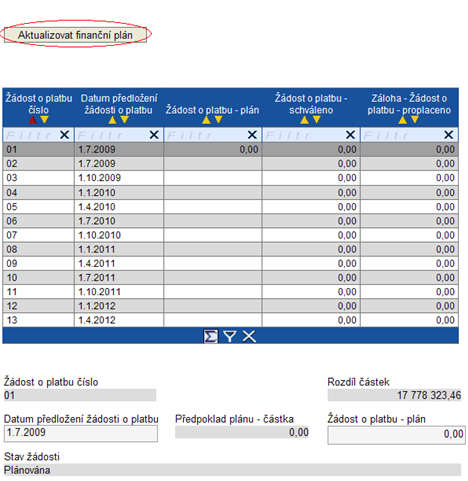 Aktualizovat finanční plán
Žádost o platbu číslo Datum předložení žádosti o platbu Žádost o platbu - plán Žádost o platbu - schváleno Záloha - Žádost o platbu - proplaceno
Filtr Filtr Filtr Filtr Filtr
01 1.7.2009 0,00 0,00 0,00
02 1.7.2009 0,00 0,00
03 1.10.2009 0,00 0,00
04 1.1.2010 0,00 0,00
05 1.4.2010 0,00 0,00
06 1.7.2010 0,00 0,00
07 1.10.2010 0,00 0,00
08 1.1.2011 0,00 0,00
09 1.4.2011 0,00 0,00
10 1.7.2011 0,00 0,00
11 1.10.2011 0,00 0,00
12 1.1.2012 0,00 0,00
13 1.4.2012 0,00 0,00
Žádost o platbu číslo Rozdíl částek
01 17 778 323,46
Datum předložení žádosti o platbu Předpoklad plánu - částka Žádost o platbu - plán
1.7.2009 0,00 0,00
Stav žádosti
Plánována